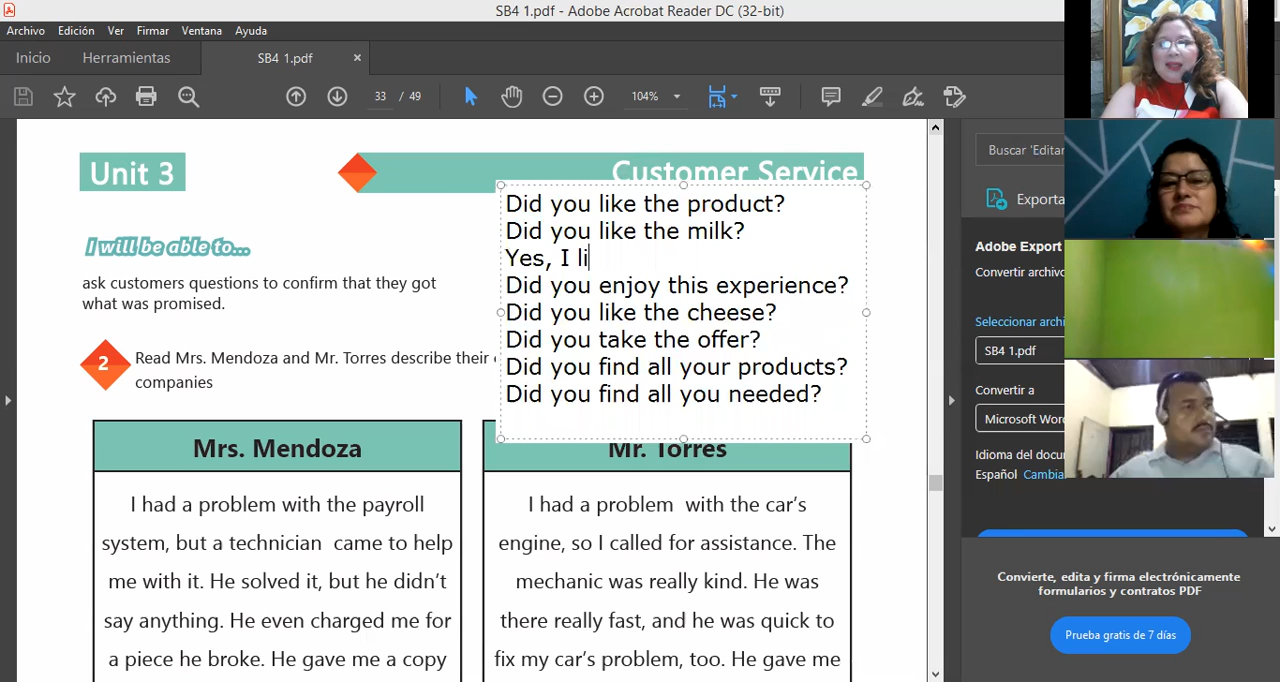 SB4 1.pdf - Adobe Acrobat Reader DC (32-bit)
Archivo Edición Ver Firmar Ventana Ayuda
Inicio Herramientas SB4 1.pdf ×
33 / 49 104%
Unit 3
Customer Service
I will be able to...
ask customers questions to confirm that they got
what was promised.
2
Read Mrs. Mendoza and Mr. Torres describe their
companies
Did you like the product?
Did you like the milk?
Yes, I li
Did you enjoy this experience?
Did you like the cheese?
Did you take the offer?
Did you find all your products?
Did you find all you needed?
Mrs. Mendoza
I had a problem with the payroll
system, but a technician came to help
me with it. He solved it, but he didn't
say anything. He even charged me for
a piece he broke. He gave me a copy
Mr. Torres
I had a problem with the car's
engine, so I called for assistance. The
mechanic was really kind. He was
there really fast, and he was quick to
fix my car's problem, too. He gave me
Buscar 'Editar
Exporta
Adobe Export
Convertir archivo
Seleccionar archi
SB4 1.pdf
Convertir a
Microsoft Word
Idioma del docu
Español Cambia
Convierte, edita y firma electrónicamente
formularios y contratos PDF
Prueba gratis de 7 días